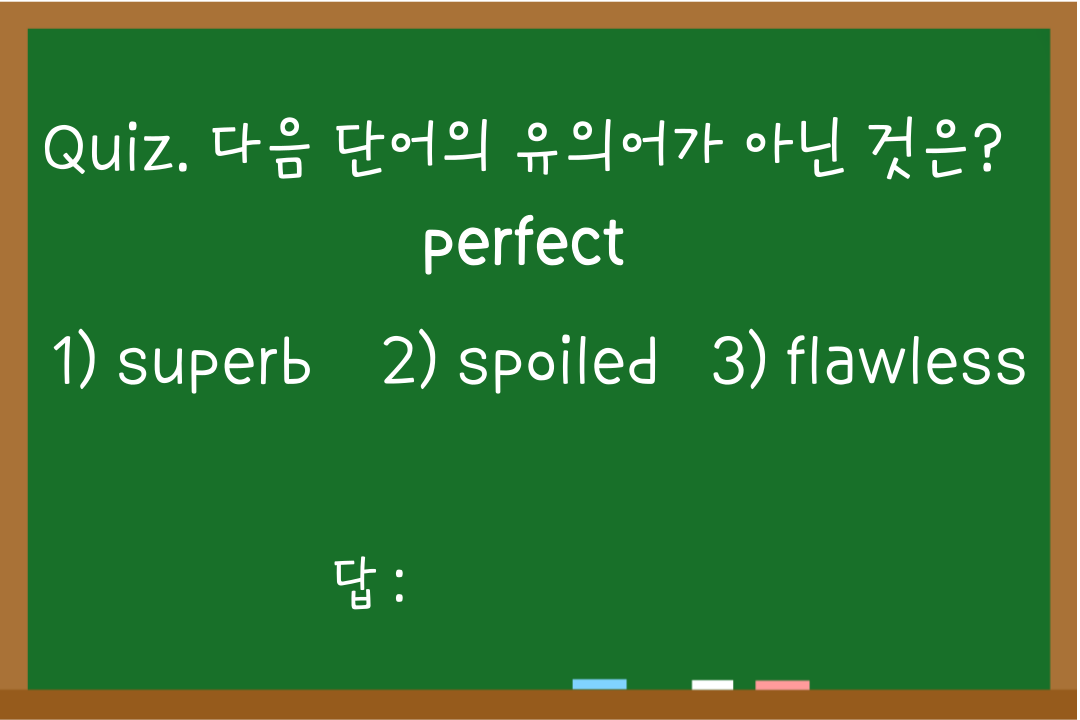 Quiz. 다음 단어의 유의어가 아닌 것은?
perfect
1) superb 2) spoiled 3) flawless
답 :